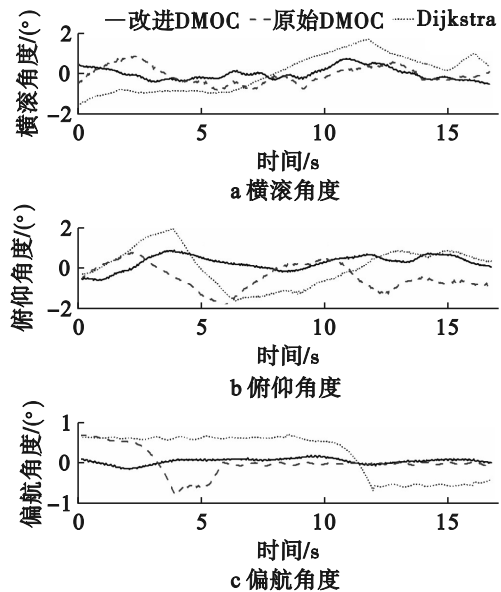 改进DMOC 原始DMOC Dijkstra
横滚角度/(°)
2
0
−2
0 5 10 15
时间/s
a 横滚角度
俯仰角度/(°)
2
0
−2
0 5 10 15
时间/s
b 俯仰角度
偏航角度/(°)
1
0
−1
0 5 10 15
时间/s
c 偏航角度